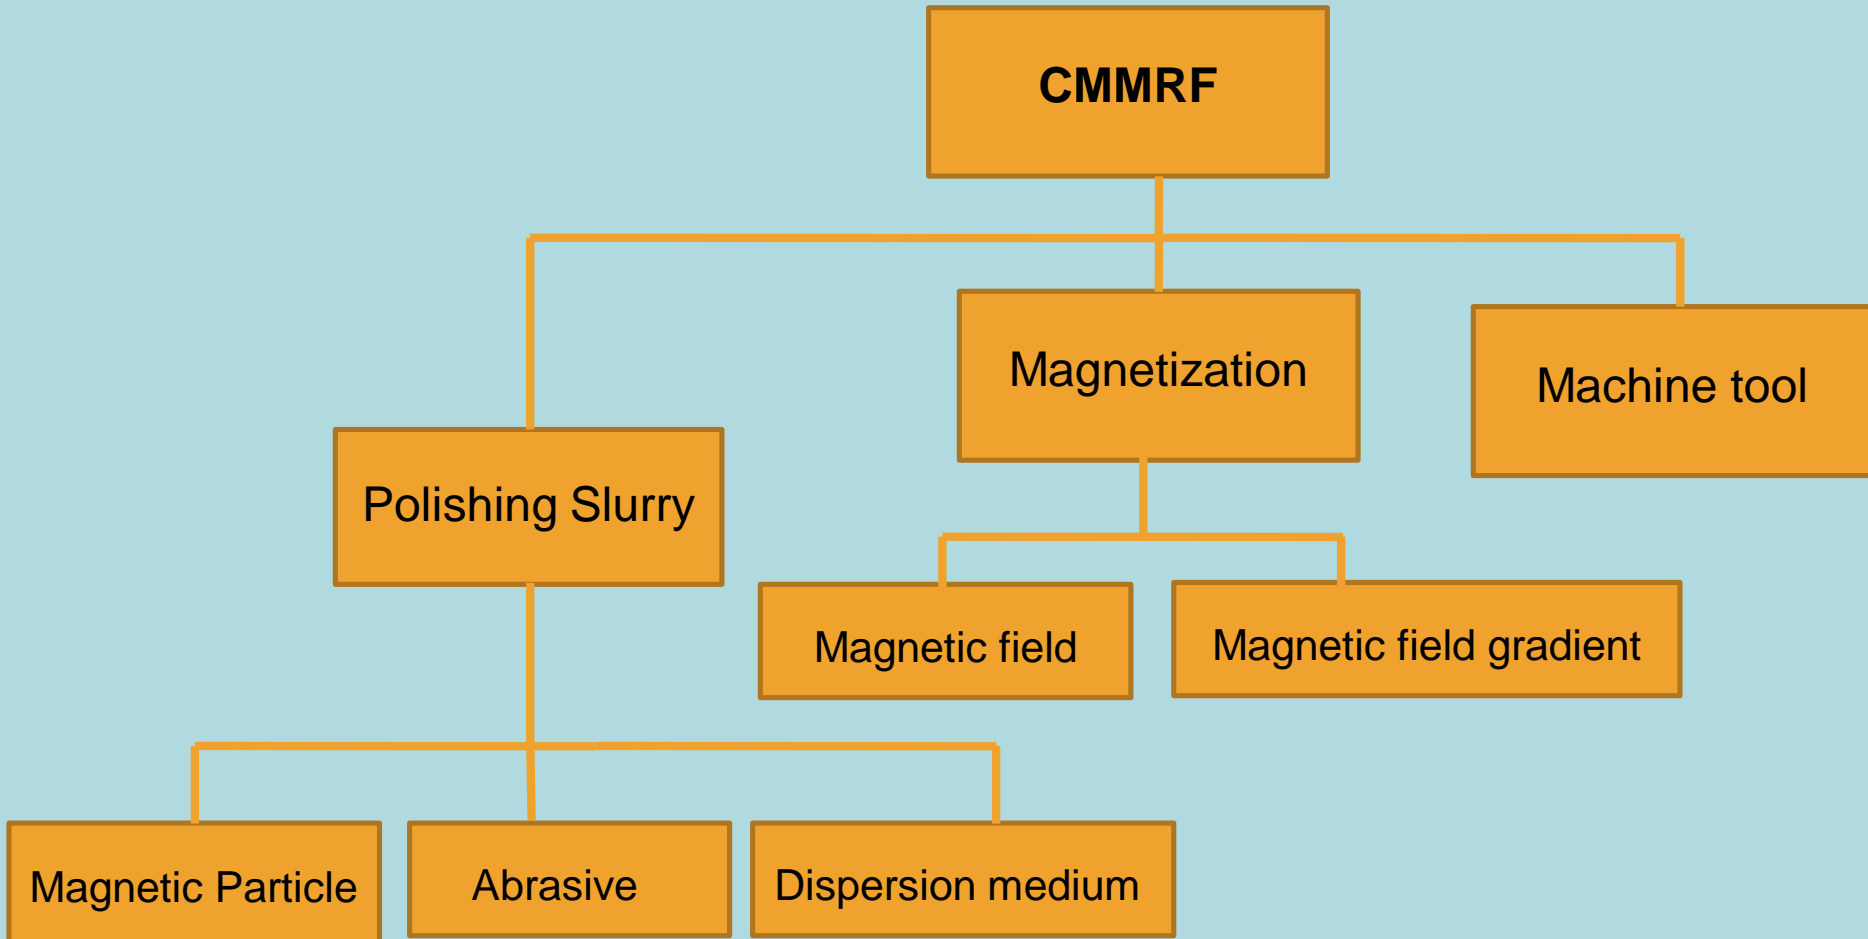 CMMRF
Magnetization
Machine tool
Polishing Slurry
Magnetic field
Magnetic field gradient
Magnetic Particle
Abrasive
Dispersion medium